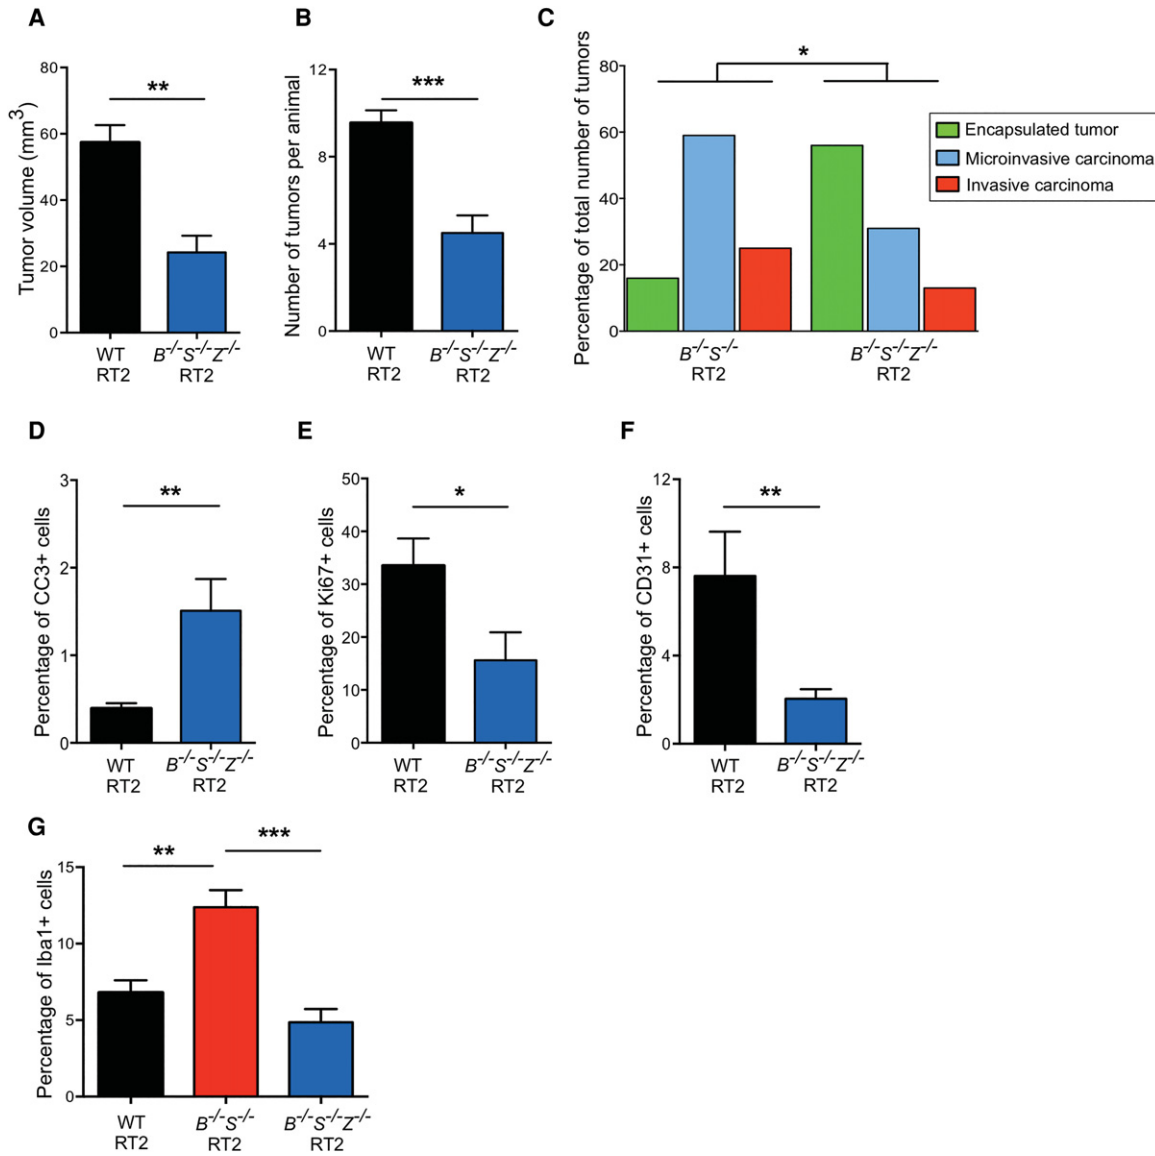 A
Tumor volume (mm³)
80
60
40
20
0
**
WT
RT2
B⁻/⁻S⁻/⁻Z⁻/⁻
RT2
B
Number of tumors per animal
12
8
4
0
***
WT
RT2
B⁻/⁻S⁻/⁻Z⁻/⁻
RT2
C
Percentage of total number of tumors
80
60
40
20
0
*
B⁻/⁻S⁻/⁻
RT2
B⁻/⁻S⁻/⁻Z⁻/⁻
RT2
Encapsulated tumor
Microinvasive carcinoma
Invasive carcinoma
D
Percentage of CC3+ cells
3
2
1
0
**
WT
RT2
B⁻/⁻S⁻/⁻Z⁻/⁻
RT2
E
Percentage of Ki67+ cells
50
40
30
20
10
0
*
WT
RT2
B⁻/⁻S⁻/⁻Z⁻/⁻
RT2
F
Percentage of CD31+ cells
12
8
4
0
**
WT
RT2
B⁻/⁻S⁻/⁻Z⁻/⁻
RT2
G
Percentage of Iba1+ cells
15
10
5
0
**
***
WT
RT2
B⁻/⁻S⁻/⁻
RT2
B⁻/⁻S⁻/⁻Z⁻/⁻
RT2